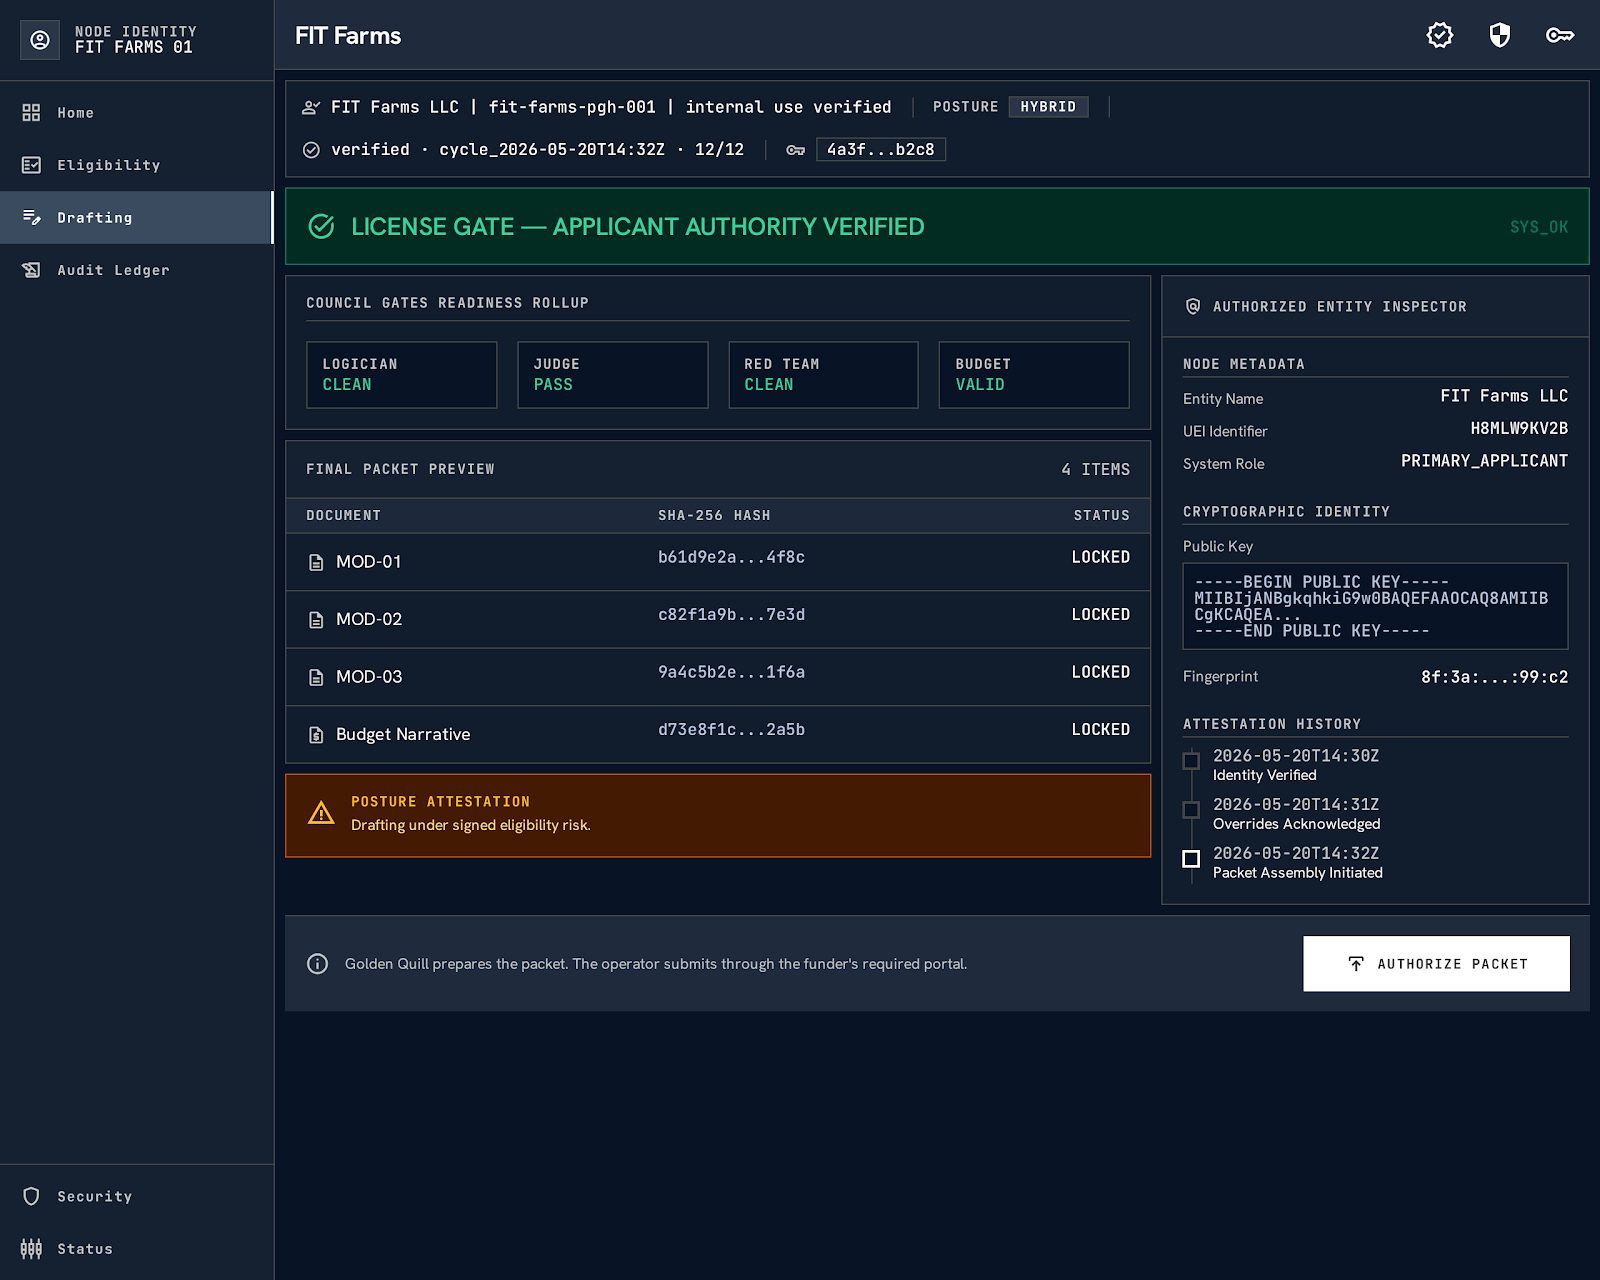 NODE IDENTITY
FIT FARMS 01
Home
Eligibility
Drafting
Audit Ledger
Security
Status
FIT Farms
FIT Farms LLC | fit-farms-pgh-001 | internal use verified
POSTURE HYBRID
verified · cycle_2026-05-20T14:32Z · 12/12
4a3f...b2c8
LICENSE GATE — APPLICANT AUTHORITY VERIFIED
SYS_OK
COUNCIL GATES READINESS ROLLUP
LOGICIAN
CLEAN
JUDGE
PASS
RED TEAM
CLEAN
BUDGET
VALID
FINAL PACKET PREVIEW
4 ITEMS
DOCUMENT SHA-256 HASH STATUS
MOD-01 b61d9e2a...4f8c LOCKED
MOD-02 c82f1a9b...7e3d LOCKED
MOD-03 9a4c5b2e...1f6a LOCKED
Budget Narrative d73e8f1c...2a5b LOCKED
POSTURE ATTESTATION
Drafting under signed eligibility risk.
AUTHORIZED ENTITY INSPECTOR
NODE METADATA
Entity Name FIT Farms LLC
UEI Identifier H8MLW9KV2B
System Role PRIMARY_APPLICANT
CRYPTOGRAPHIC IDENTITY
Public Key
-----BEGIN PUBLIC KEY-----
MIIBIjANBgkqhkiG9w0BAQEFAAOCAQ8AMIIB
CgKCAQEA...
-----END PUBLIC KEY-----
Fingerprint 8f:3a:...:99:c2
ATTESTATION HISTORY
2026-05-20T14:30Z
Identity Verified
2026-05-20T14:31Z
Overrides Acknowledged
2026-05-20T14:32Z
Packet Assembly Initiated
Golden Quill prepares the packet. The operator submits through the funder's required portal.
AUTHORIZE PACKET